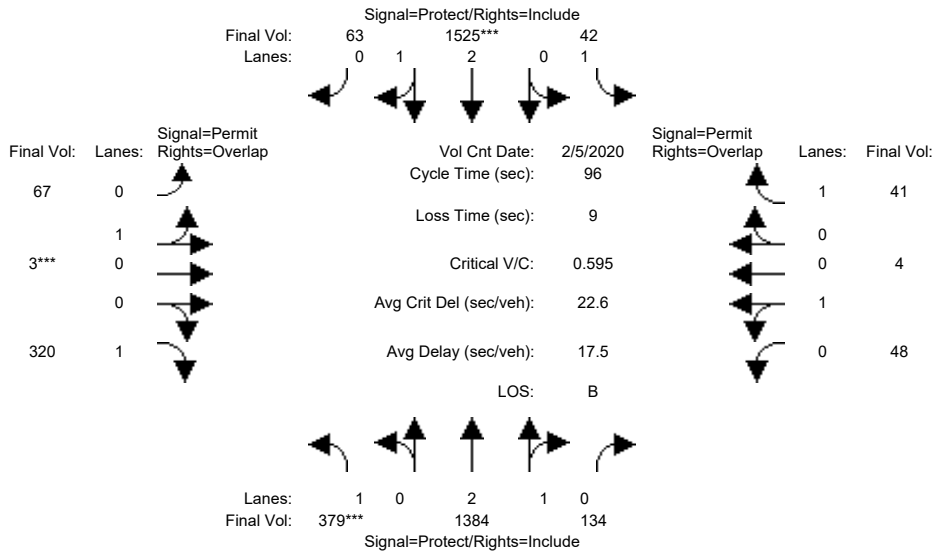 Signal=Protect/Rights=Include
Final Vol: 63 1525*** 42
Lanes: 0 1 2 0 1
Signal=Permit Signal=Permit
Final Vol: Lanes: Rights=Overlap Vol Cnt Date: 2/5/2020 Rights=Overlap Lanes: Final Vol:
Cycle Time (sec): 96
67 0 1 41
Loss Time (sec): 9
1 0
3*** 0 Critical V/C: 0.595 0 4
0 Avg Crit Del (sec/veh): 22.6 1
320 1 Avg Delay (sec/veh): 17.5 0 48
LOS: B
Lanes: 1 0 2 1 0
Final Vol: 379*** 1384 134
Signal=Protect/Rights=Include